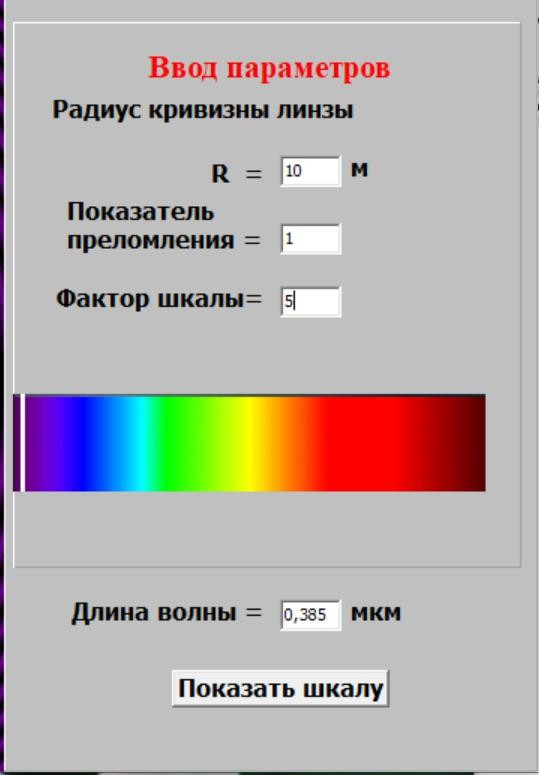 Ввод параметров
Радиус кривизны линзы
R = 10 м
Показатель
преломления = 1
Фактор шкалы= 5
Длина волны = 0,385 мкм
Показать шкалу